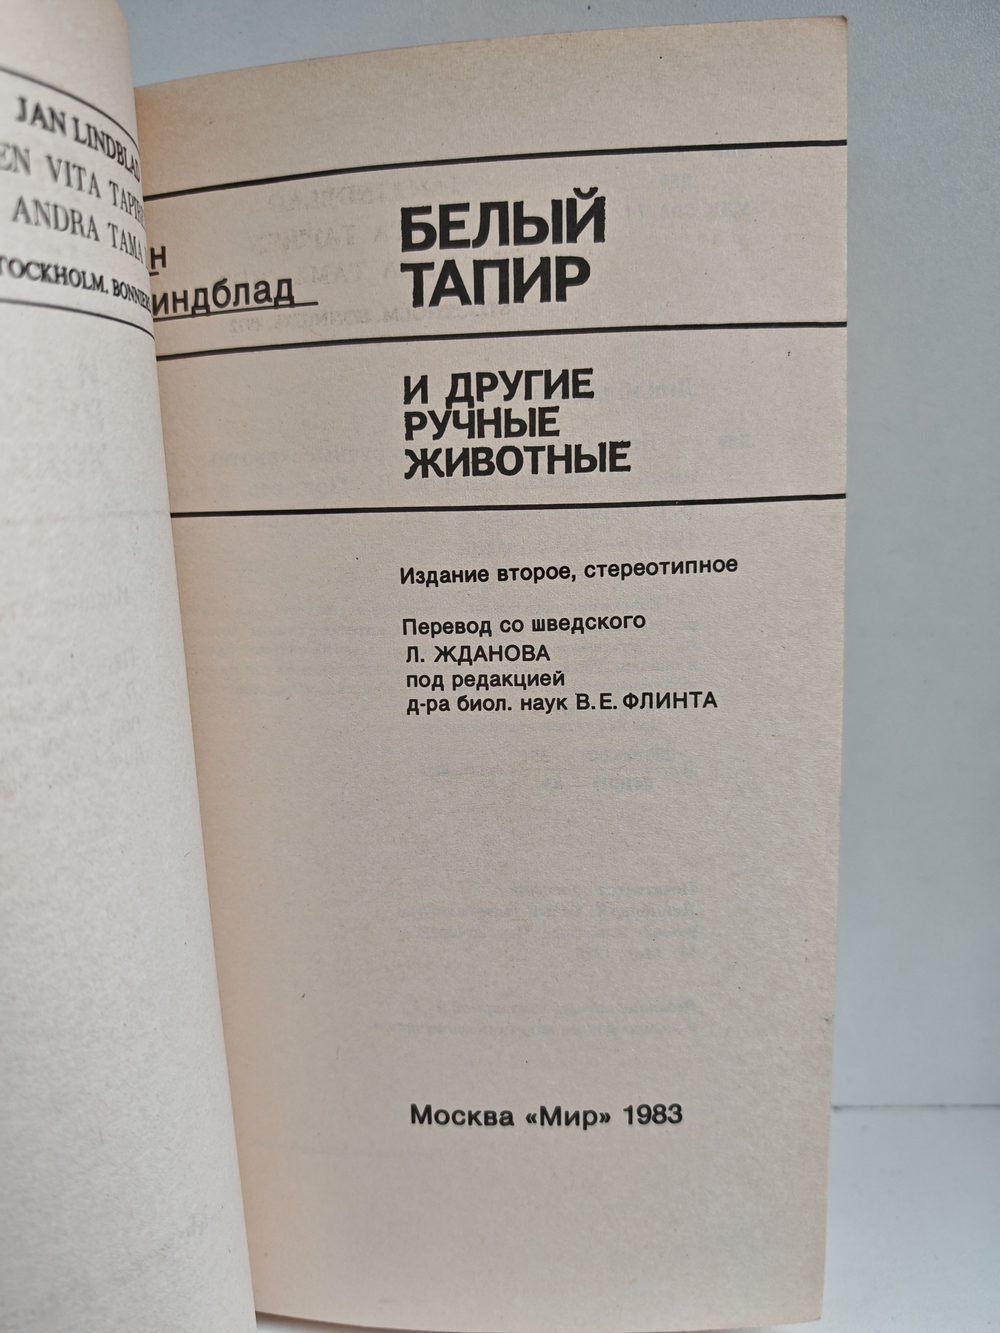 JAN LINDBLAD
EN VITA TAPIR
ANDRA TAMA
TOCKHOLM. BONNIER
н
индблад
БЕЛЫЙ
ТАПИР
И ДРУГИЕ
РУЧНЫЕ
ЖИВОТНЫЕ
Издание второе, стереотипное
Перевод со шведского
Л. ЖДАНОВА
под редакцией
д-ра биол. наук В.Е. ФЛИНТА
Москва «Мир» 1983